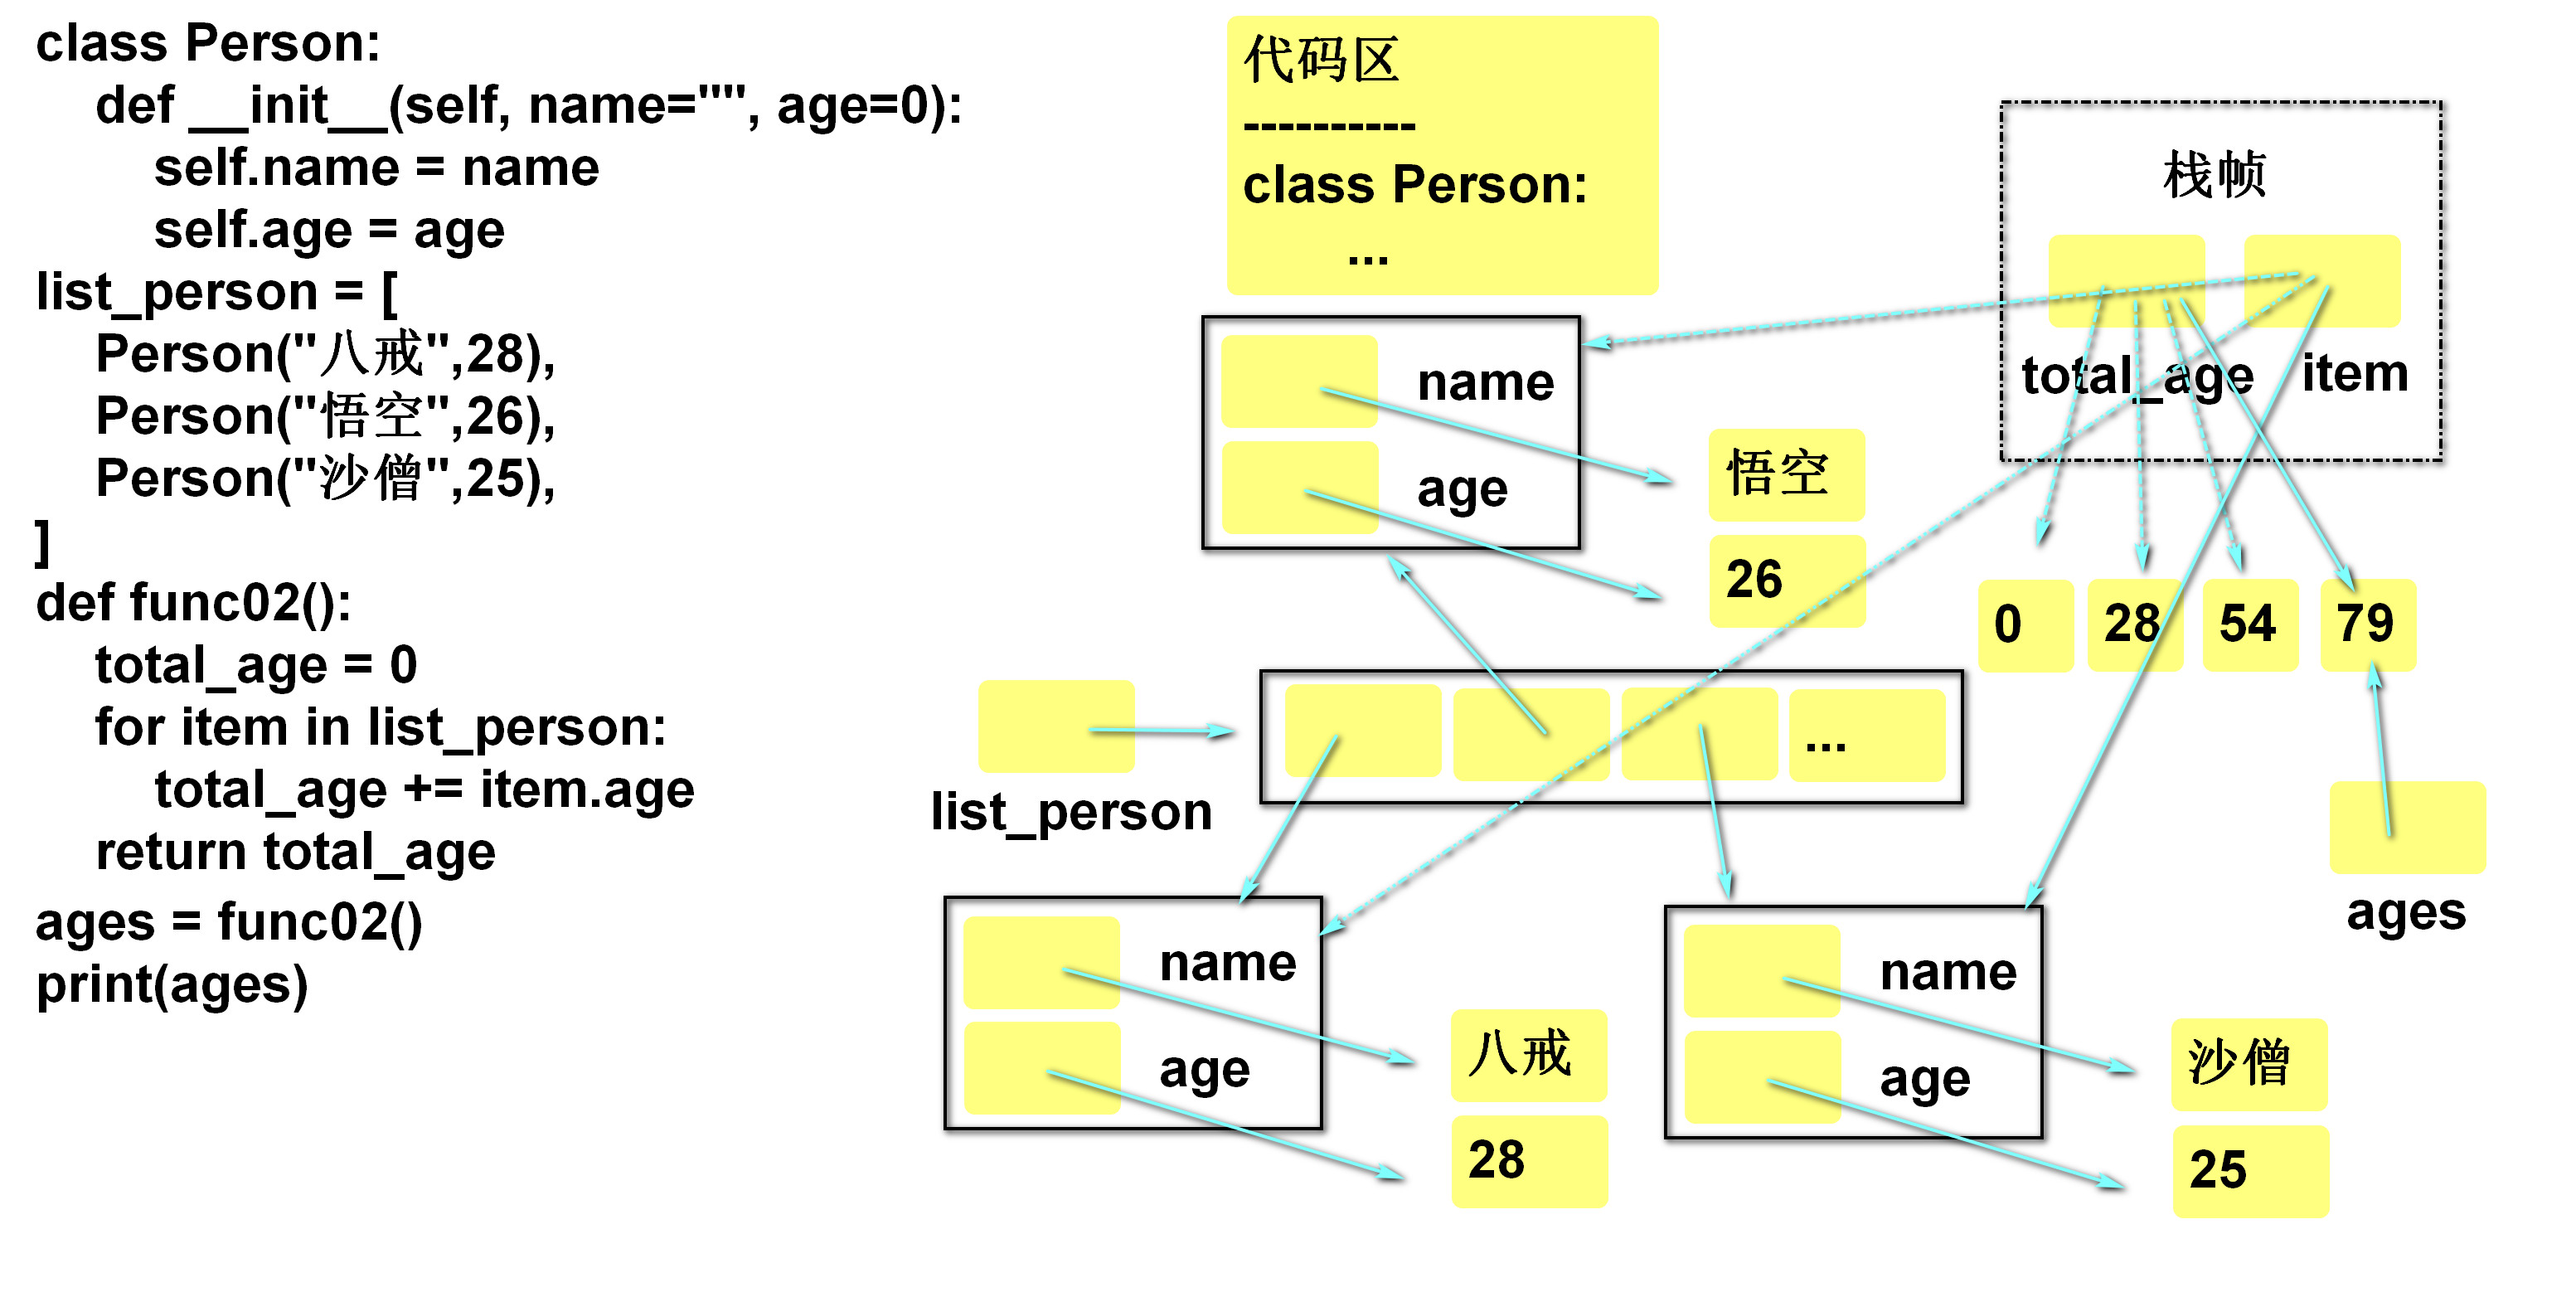 class Person:
    def __init__(self, name="", age=0):
        self.name = name
        self.age = age
list_person = [
    Person("八戒",28),
    Person("悟空",26),
    Person("沙僧",25),
]
def func02():
    total_age = 0
    for item in list_person:
        total_age += item.age
    return total_age
ages = func02()
print(ages)
代码区
----------
class Person:
...
栈帧
total_age
item
name
age
悟空
26
0
28
54
79
list_person
...
ages
name
age
八戒
28
name
age
沙僧
25